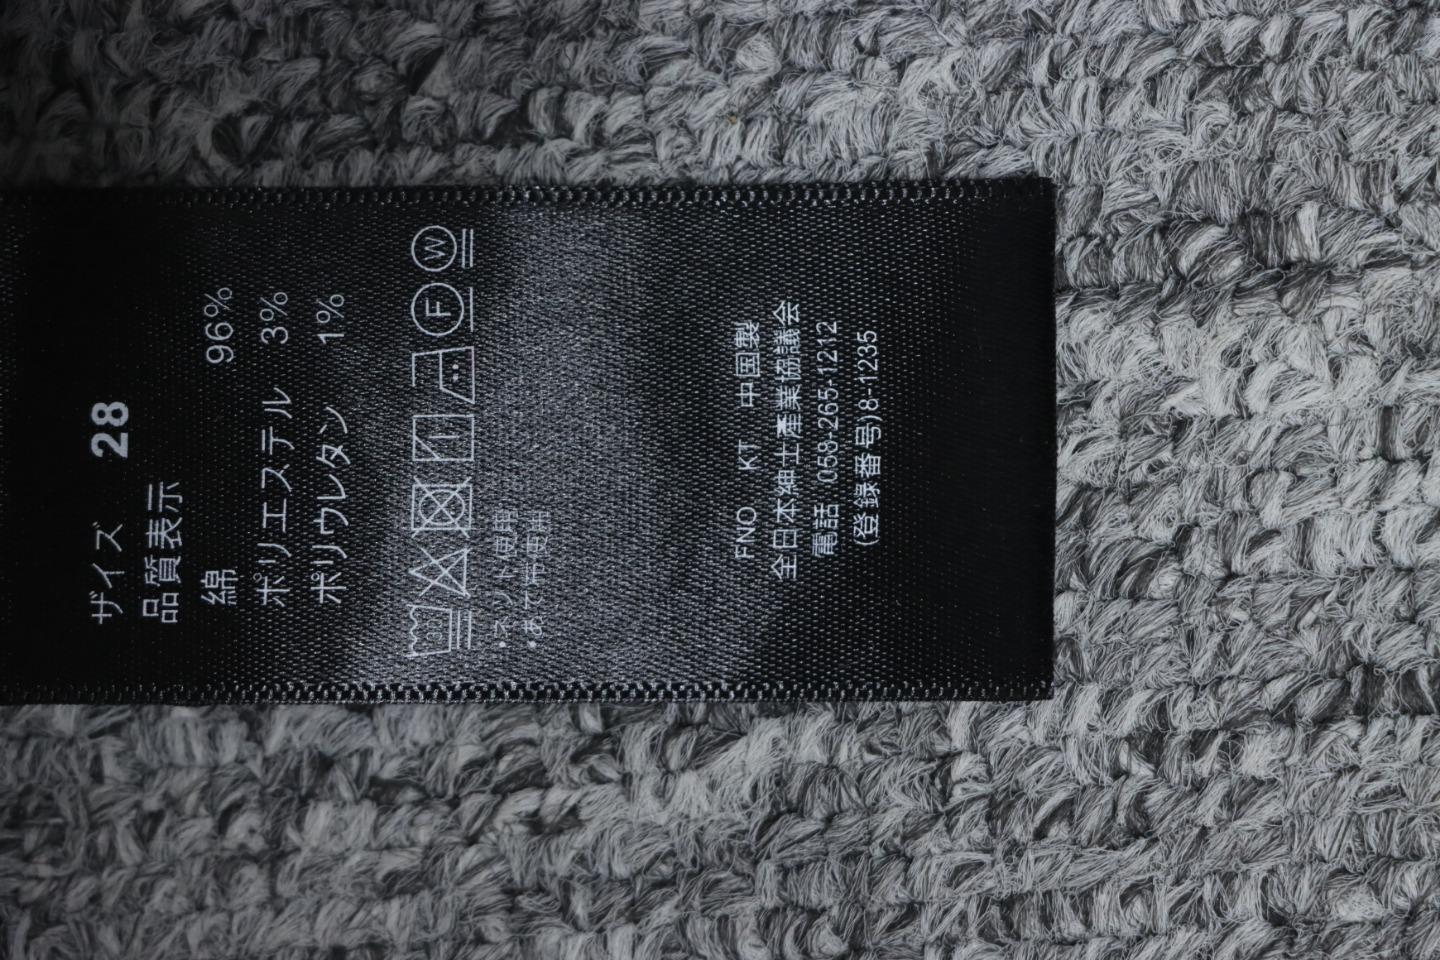 サイズ 28
品質表示
綿 96%
ポリエステル 3%
ポリウレタン 1%
30 F W
・ネット使用
・あて布使用
FNO KT 中国製
全日本紳士産業協議会
電話 058-265-1212
(登録番号)8-1235